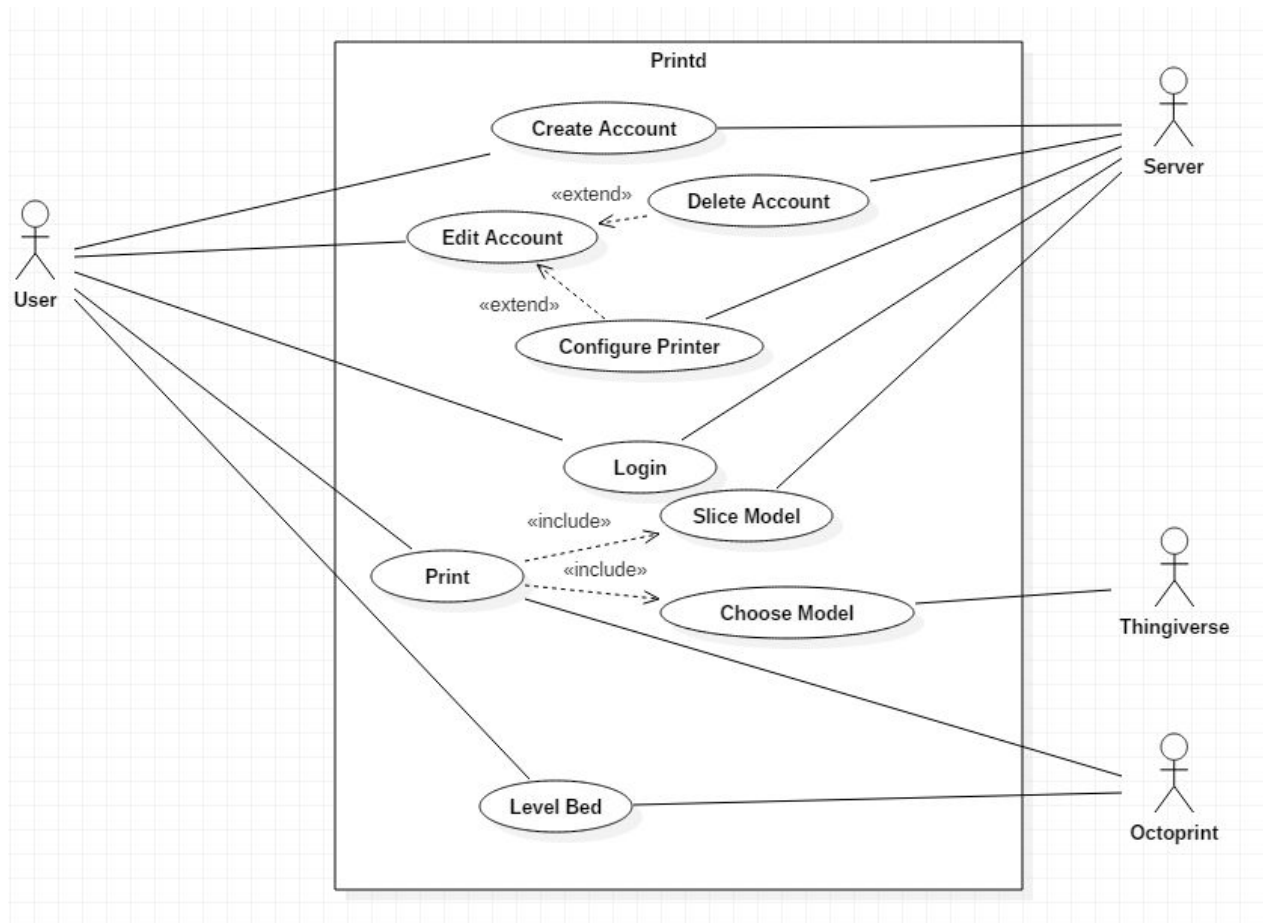 Printd
Create Account
Server
«extend»
Delete Account
Edit Account
User
«extend»
Configure Printer
Login
«include»
Slice Model
«include»
Print
Choose Model
Thingiverse
Level Bed
Octoprint